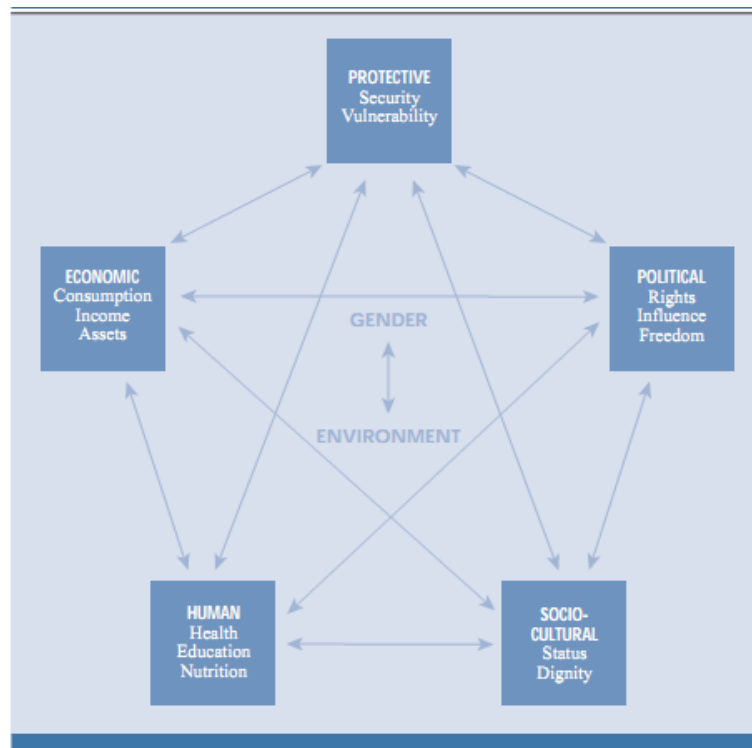 PROTECTIVE
Security
Vulnerability
ECONOMIC
Consumption
Income
Assets
POLITICAL
Rights
Influence
Freedom
GENDER
ENVIRONMENT
HUMAN
Health
Education
Nutrition
SOCIO-
CULTURAL
Status
Dignity